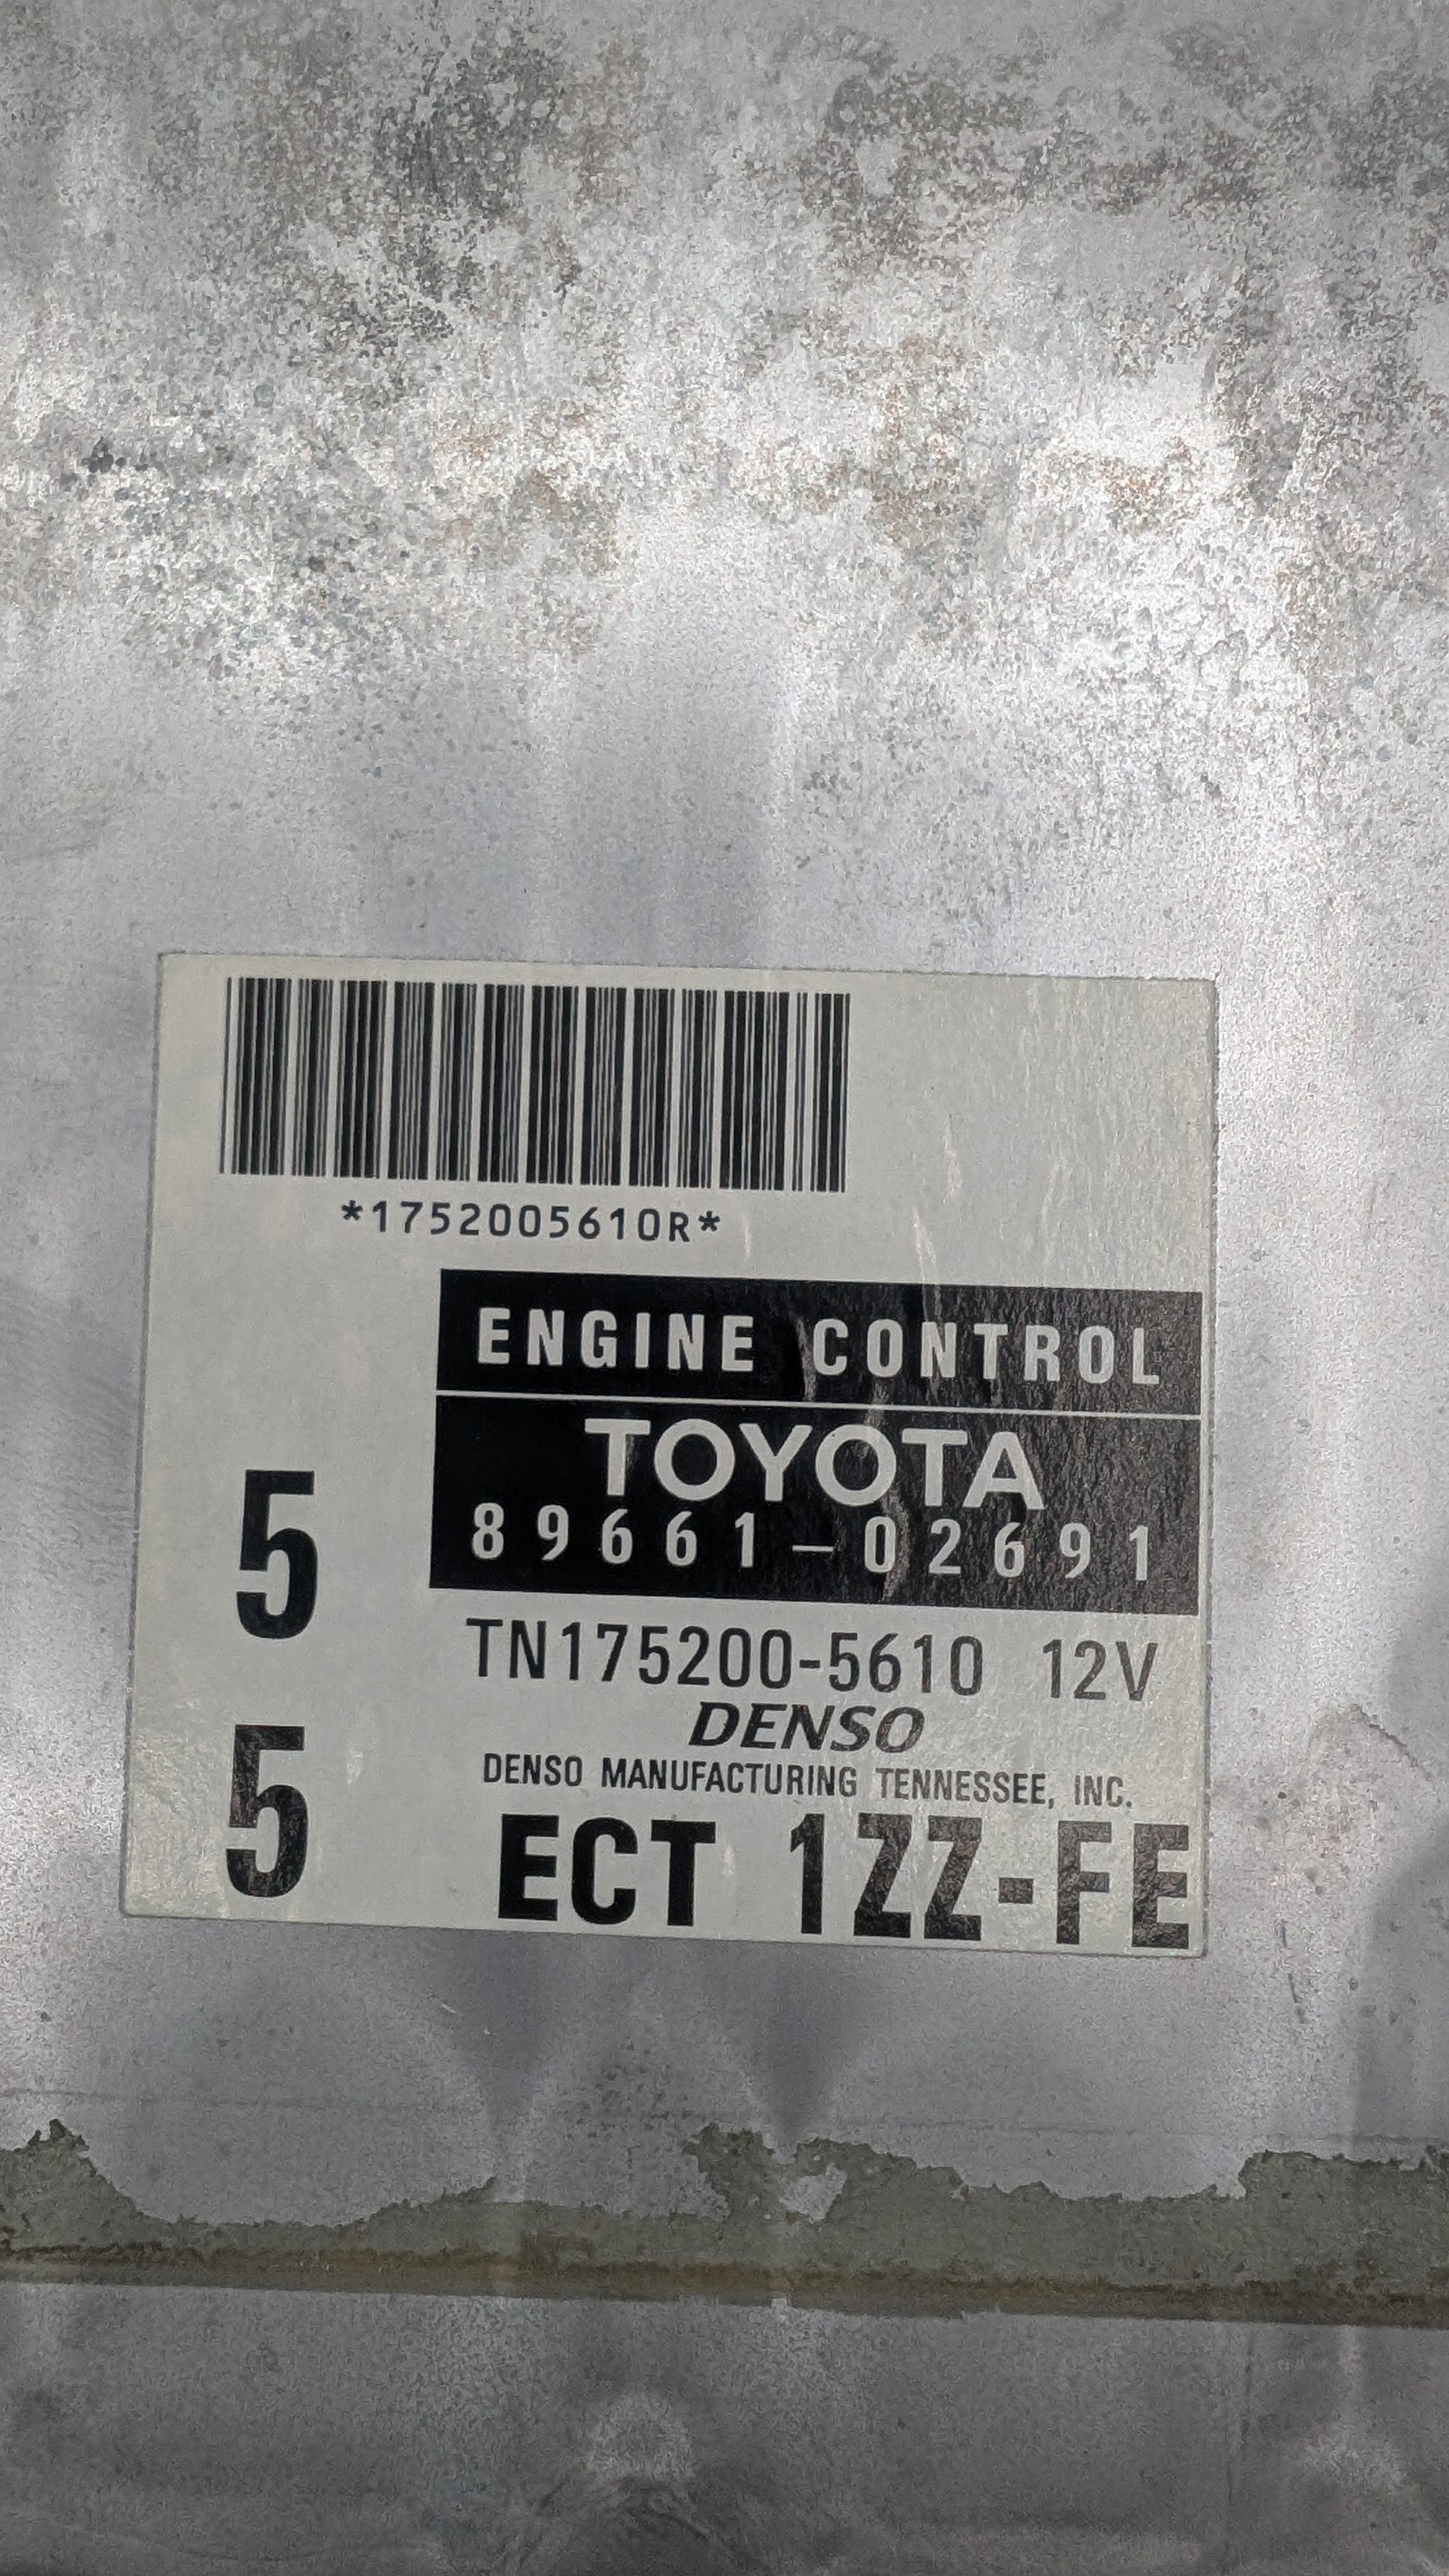 *1752005610R*
ENGINE CONTROL
TOYOTA
89661-02691
5
TN175200-5610 12V
DENSO
DENSO MANUFACTURING TENNESSEE, INC.
5
ECT 1ZZ-FE